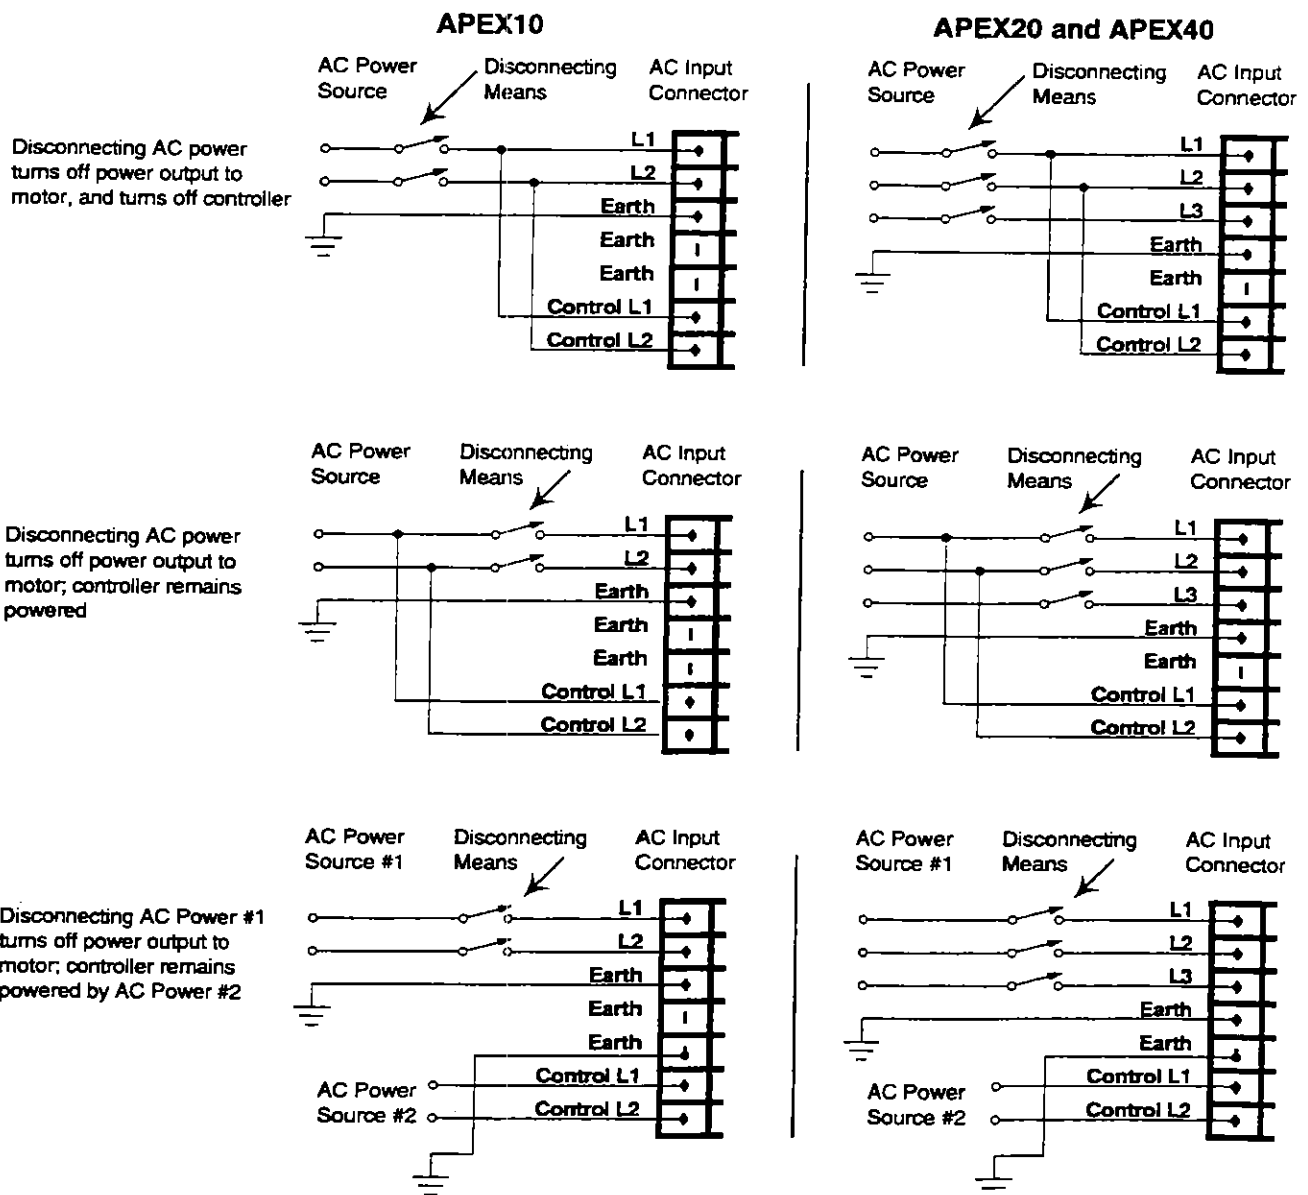 APEX10
APEX20 and APEX40
AC Power
Source
Disconnecting
Means
AC Input
Connector
AC Power
Source
Disconnecting
Means
AC Input
Connector
Disconnecting AC power
turns off power output to
motor, and turns off controller
L1
L2
Earth
Earth
Earth
Control L1
Control L2
L1
L2
L3
Earth
Earth
Control L1
Control L2
AC Power
Source
Disconnecting
Means
AC Input
Connector
AC Power
Source
Disconnecting
Means
AC Input
Connector
Disconnecting AC power
turns off power output to
motor; controller remains
powered
L1
L2
Earth
Earth
Earth
Control L1
Control L2
L1
L2
L3
Earth
Earth
Control L1
Control L2
AC Power
Source #1
Disconnecting
Means
AC Input
Connector
AC Power
Source #1
Disconnecting
Means
AC Input
Connector
Disconnecting AC Power #1
turns off power output to
motor; controller remains
powered by AC Power #2
L1
L2
Earth
Earth
Earth
Control L1
Control L2
AC Power
Source #2
L1
L2
L3
Earth
Earth
Control L1
Control L2
AC Power
Source #2